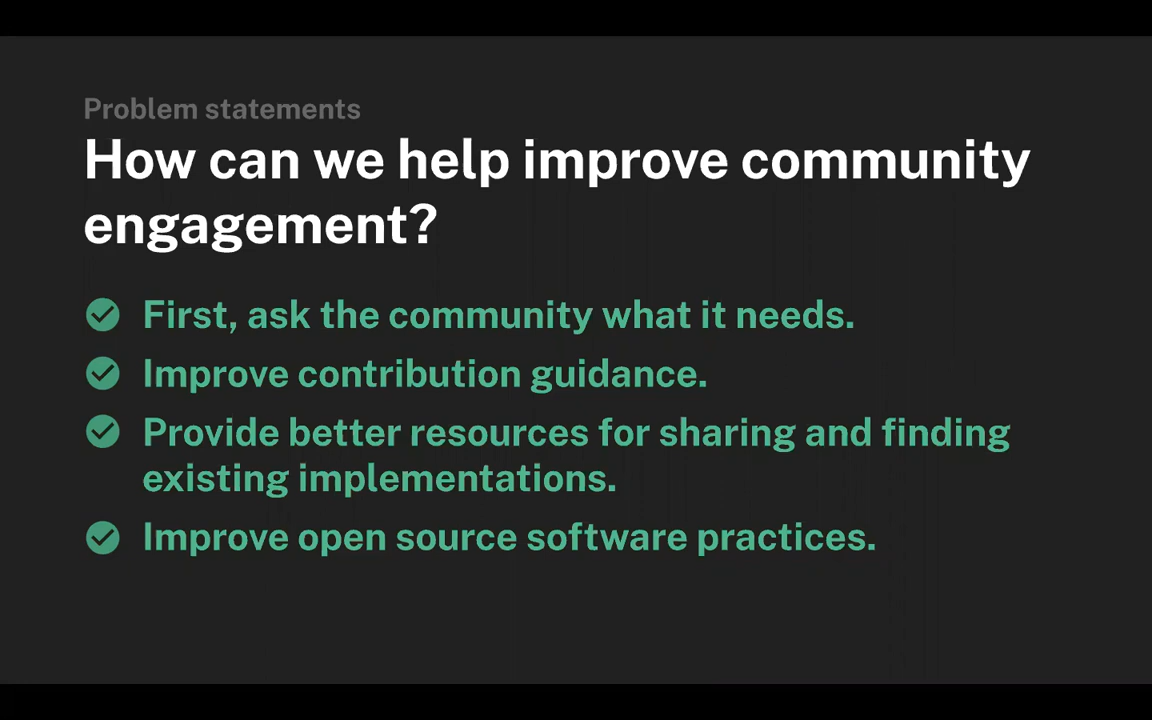 Problem statements
How can we help improve community
engagement?
First, ask the community what it needs.
Improve contribution guidance.
Provide better resources for sharing and finding
existing implementations.
Improve open source software practices.